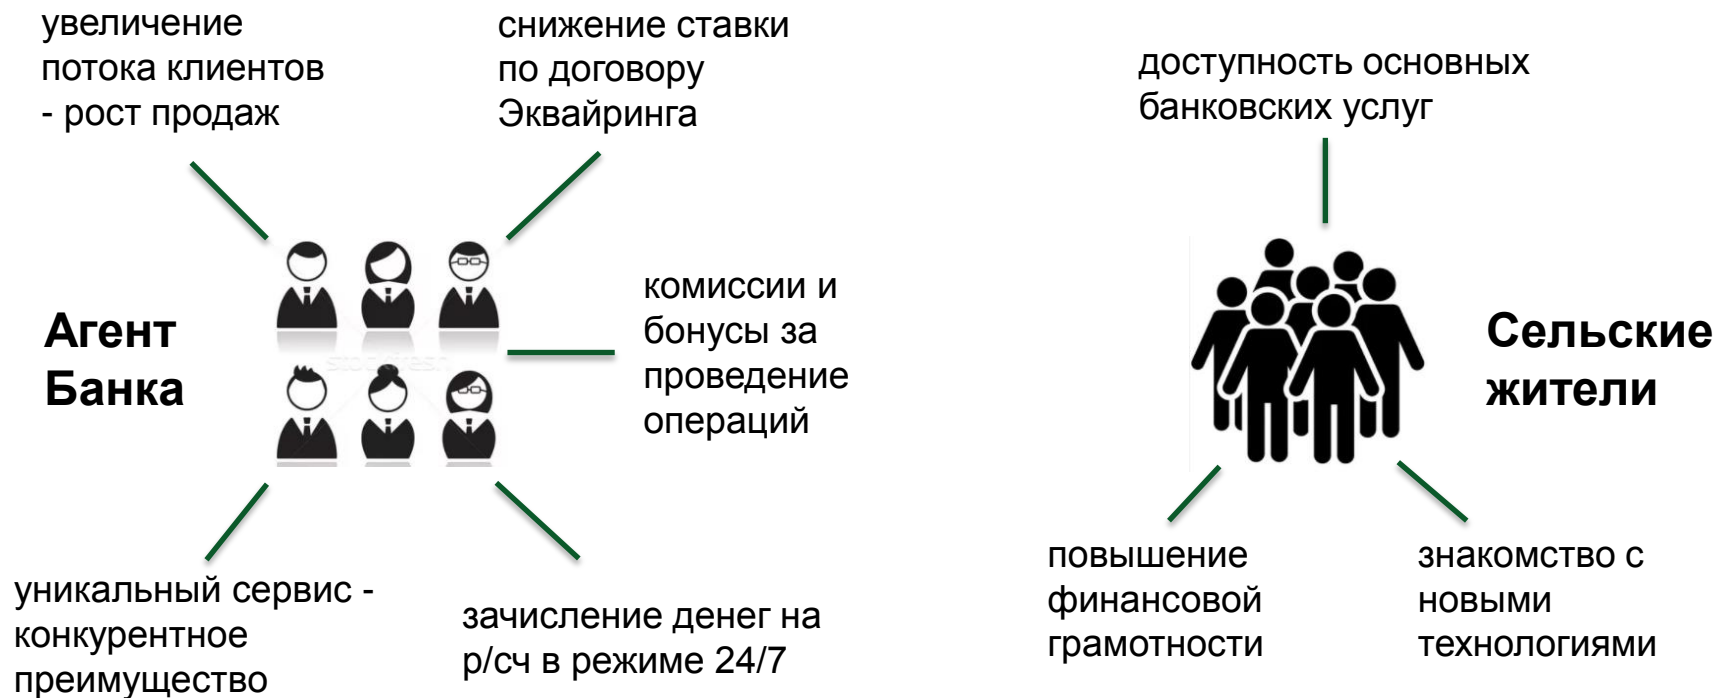 увеличение
потока клиентов
- рост продаж
снижение ставки
по договору
Эквайринга
Агент
Банка
комиссии и
бонусы за
проведение
операций
уникальный сервис -
конкурентное
преимущество
зачисление денег на
р/сч в режиме 24/7
доступность основных
банковских услуг
Сельские
жители
повышение
финансовой
грамотности
знакомство с
новыми
технологиями